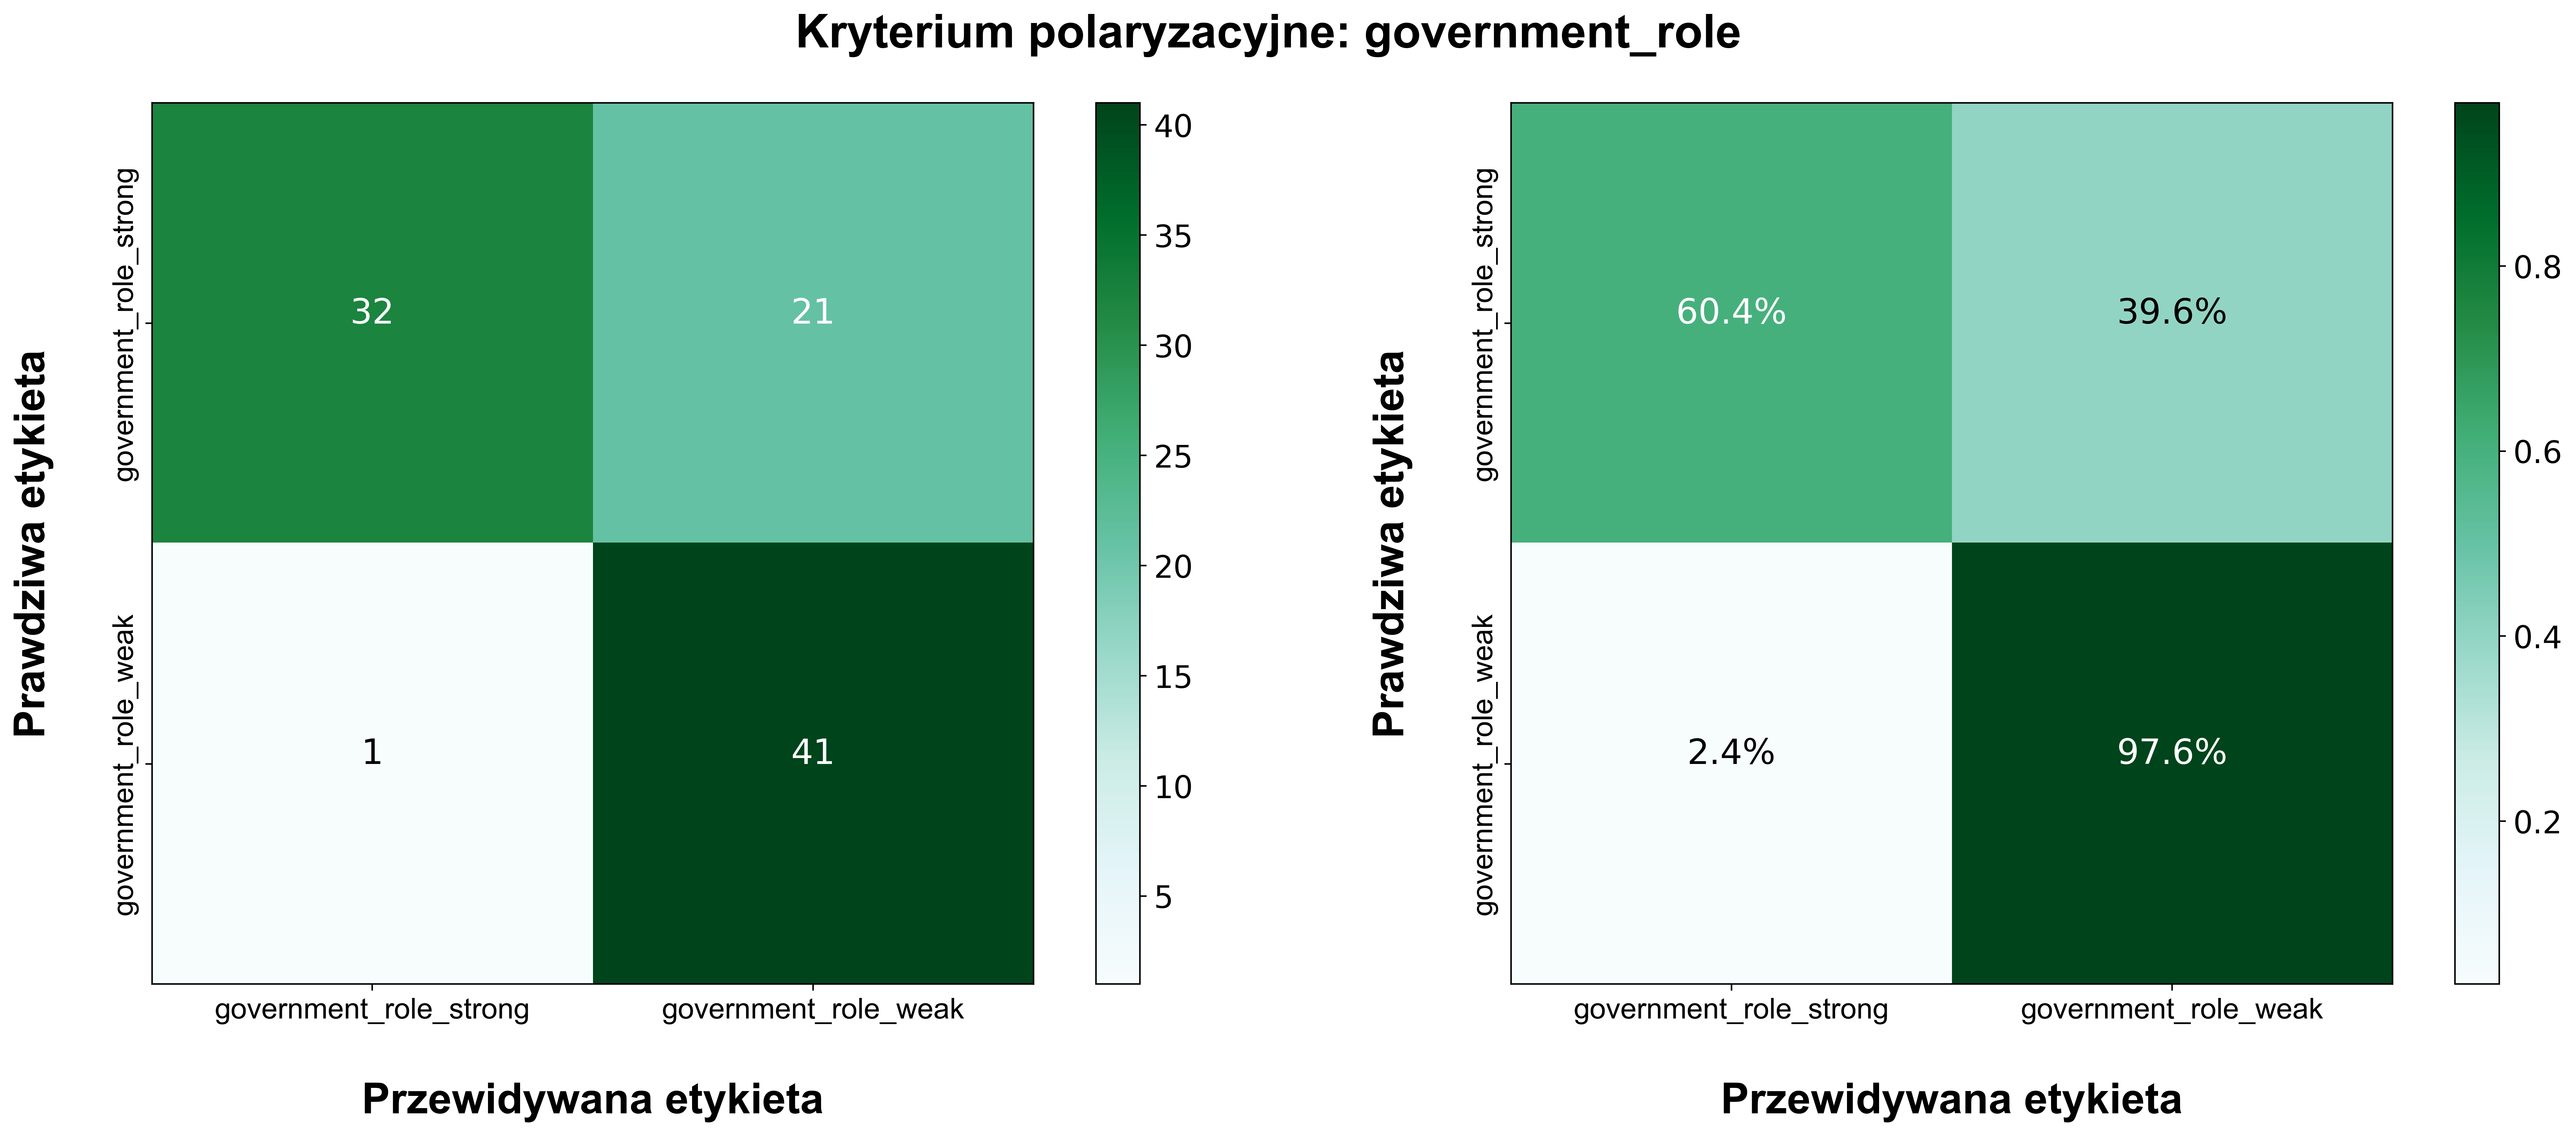 Kryterium polaryzacyjne: government_role
Prawdziwa etykieta
government_role_strong
government_role_weak
32
21
1
41
government_role_strong
government_role_weak
Przewidywana etykieta
40
35
30
25
20
15
10
5
Prawdziwa etykieta
government_role_strong
government_role_weak
60.4%
39.6%
2.4%
97.6%
government_role_strong
government_role_weak
Przewidywana etykieta
0.8
0.6
0.4
0.2